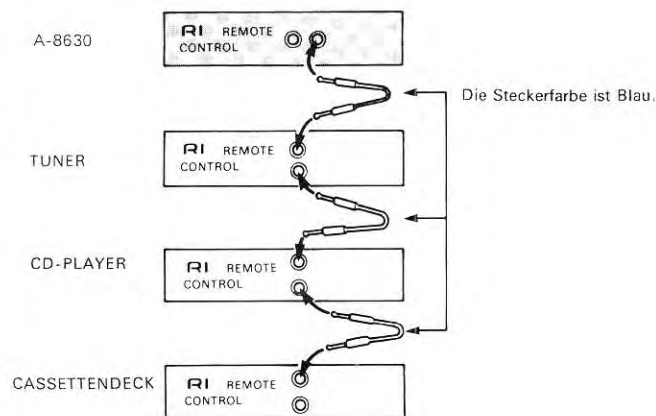 A-8630
RI REMOTE
CONTROL
Die Steckerfarbe ist Blau.
TUNER
RI REMOTE
CONTROL
CD-PLAYER
RI REMOTE
CONTROL
CASSETTENDECK
RI REMOTE
CONTROL